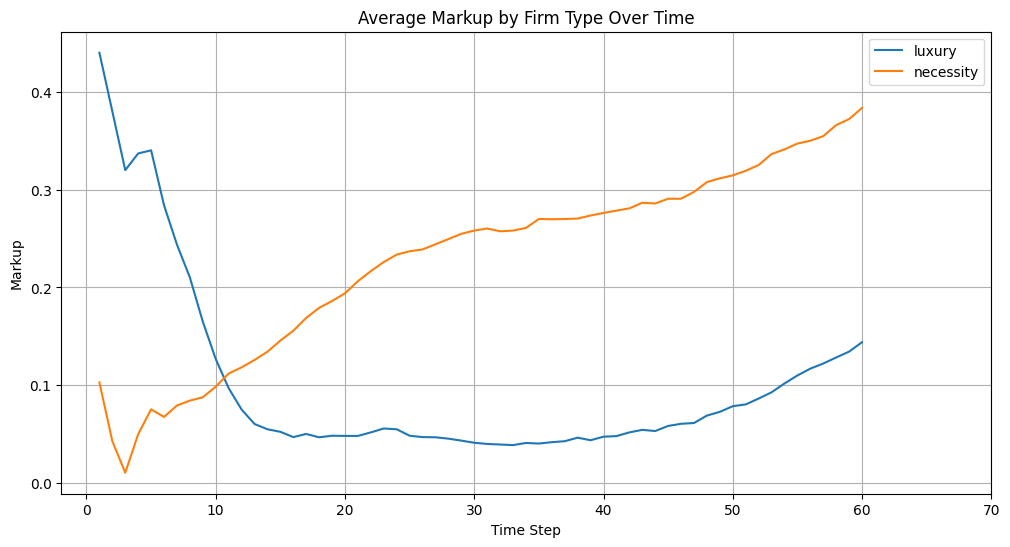 Average Markup by Firm Type Over Time
luxury
necessity
Markup
0.4
0.3
0.2
0.1
0.0
0 10 20 30 40 50 60 70
Time Step